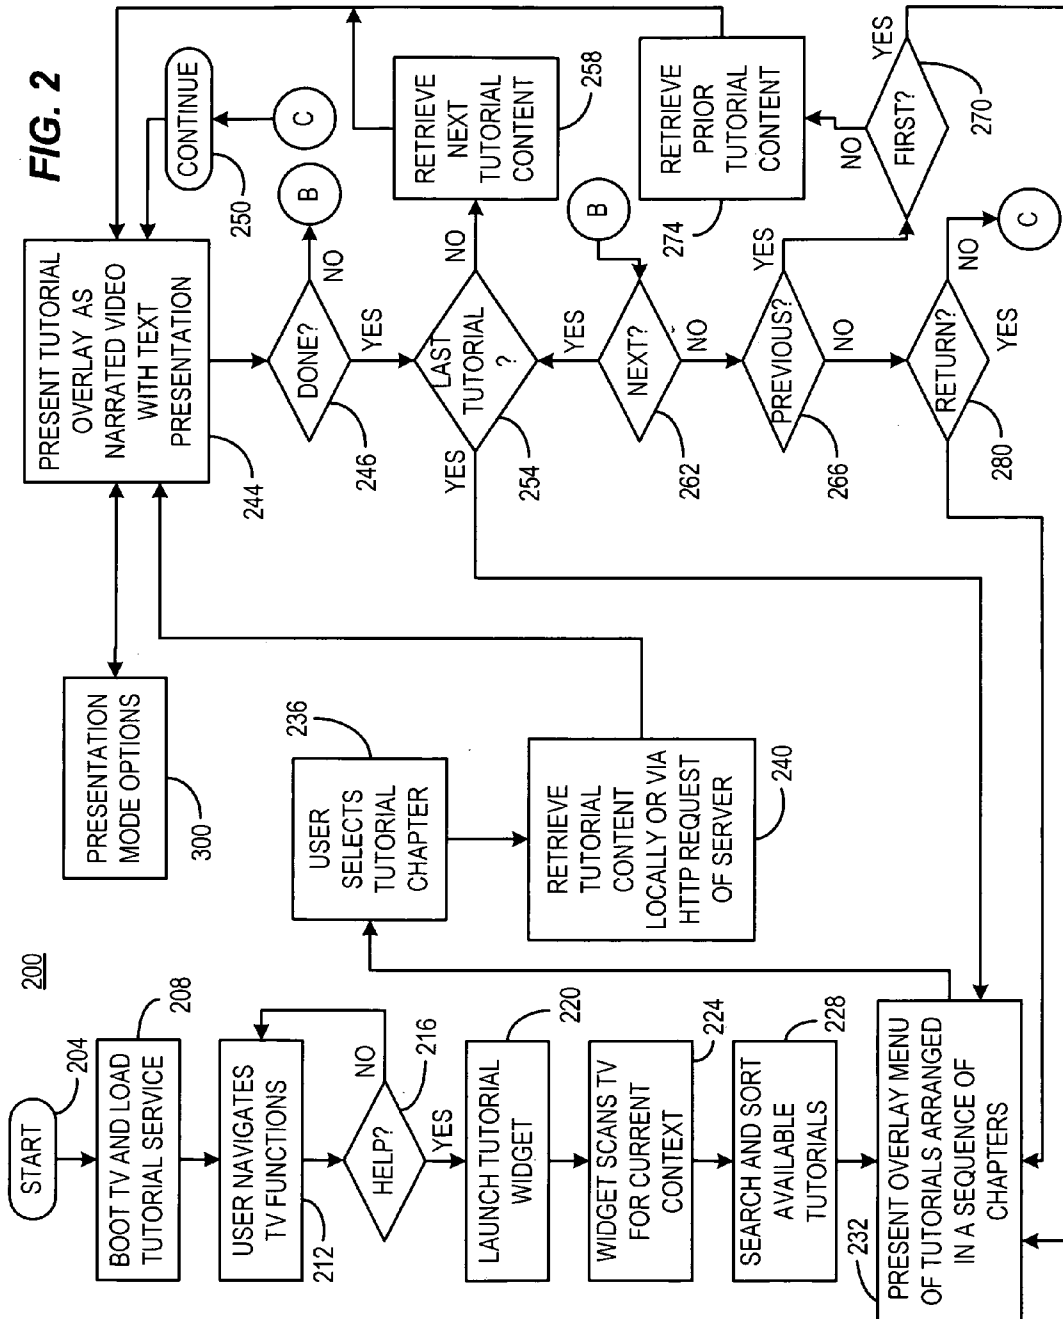 FIG. 2
200
START
204
BOOT TV AND LOAD
TUTORIAL SERVICE
208
USER NAVIGATES
TV FUNCTIONS
212
HELP?
216
NO
YES
LAUNCH TUTORIAL
WIDGET
220
WIDGET SCANS TV
FOR CURRENT
CONTEXT
224
SEARCH AND SORT
AVAILABLE
TUTORIALS
228
PRESENT OVERLAY MENU
OF TUTORIALS ARRANGED
IN A SEQUENCE OF
CHAPTERS
232
USER
SELECTS
TUTORIAL
CHAPTER
236
RETRIEVE
TUTORIAL
CONTENT
LOCALLY OR VIA
HTTP REQUEST
OF SERVER
240
PRESENTATION
MODE OPTIONS
300
PRESENT TUTORIAL
OVERLAY AS
NARRATED VIDEO
WITH TEXT
PRESENTATION
244
CONTINUE
250
C
DONE?
246
NO
B
YES
LAST
TUTORIAL
?
254
YES
NO
RETRIEVE
NEXT
TUTORIAL
CONTENT
258
B
NEXT?
262
YES
NO
PREVIOUS?
266
YES
NO
RETRIEVE
PRIOR
TUTORIAL
CONTENT
274
FIRST?
270
NO
YES
RETURN?
280
NO
C
YES